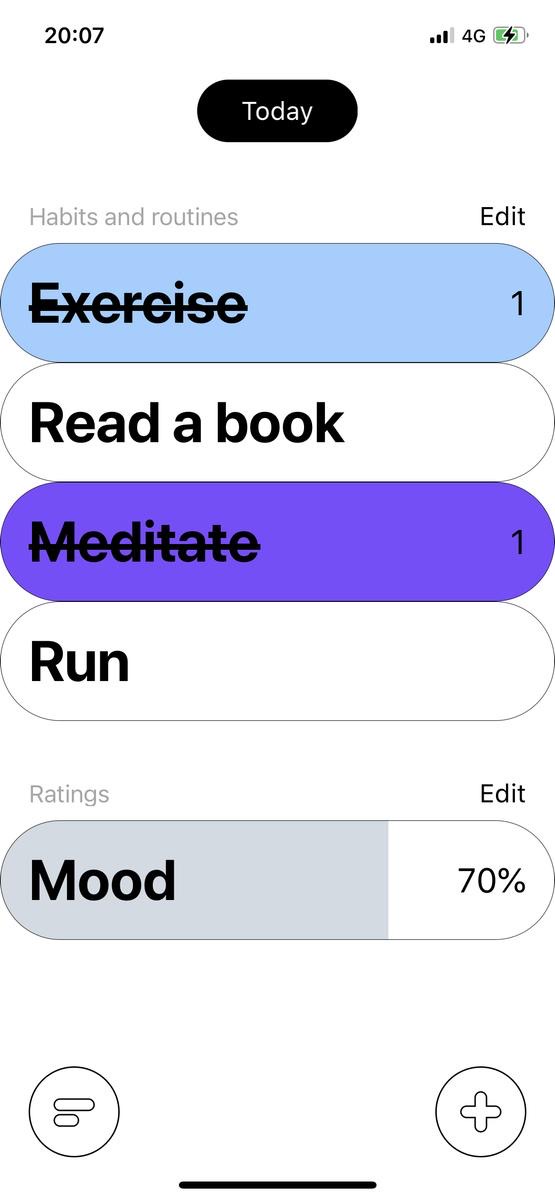 20:07 4G
Today
Habits and routines Edit
Exercise 1
Read a book
Meditate 1
Run
Ratings Edit
Mood 70%